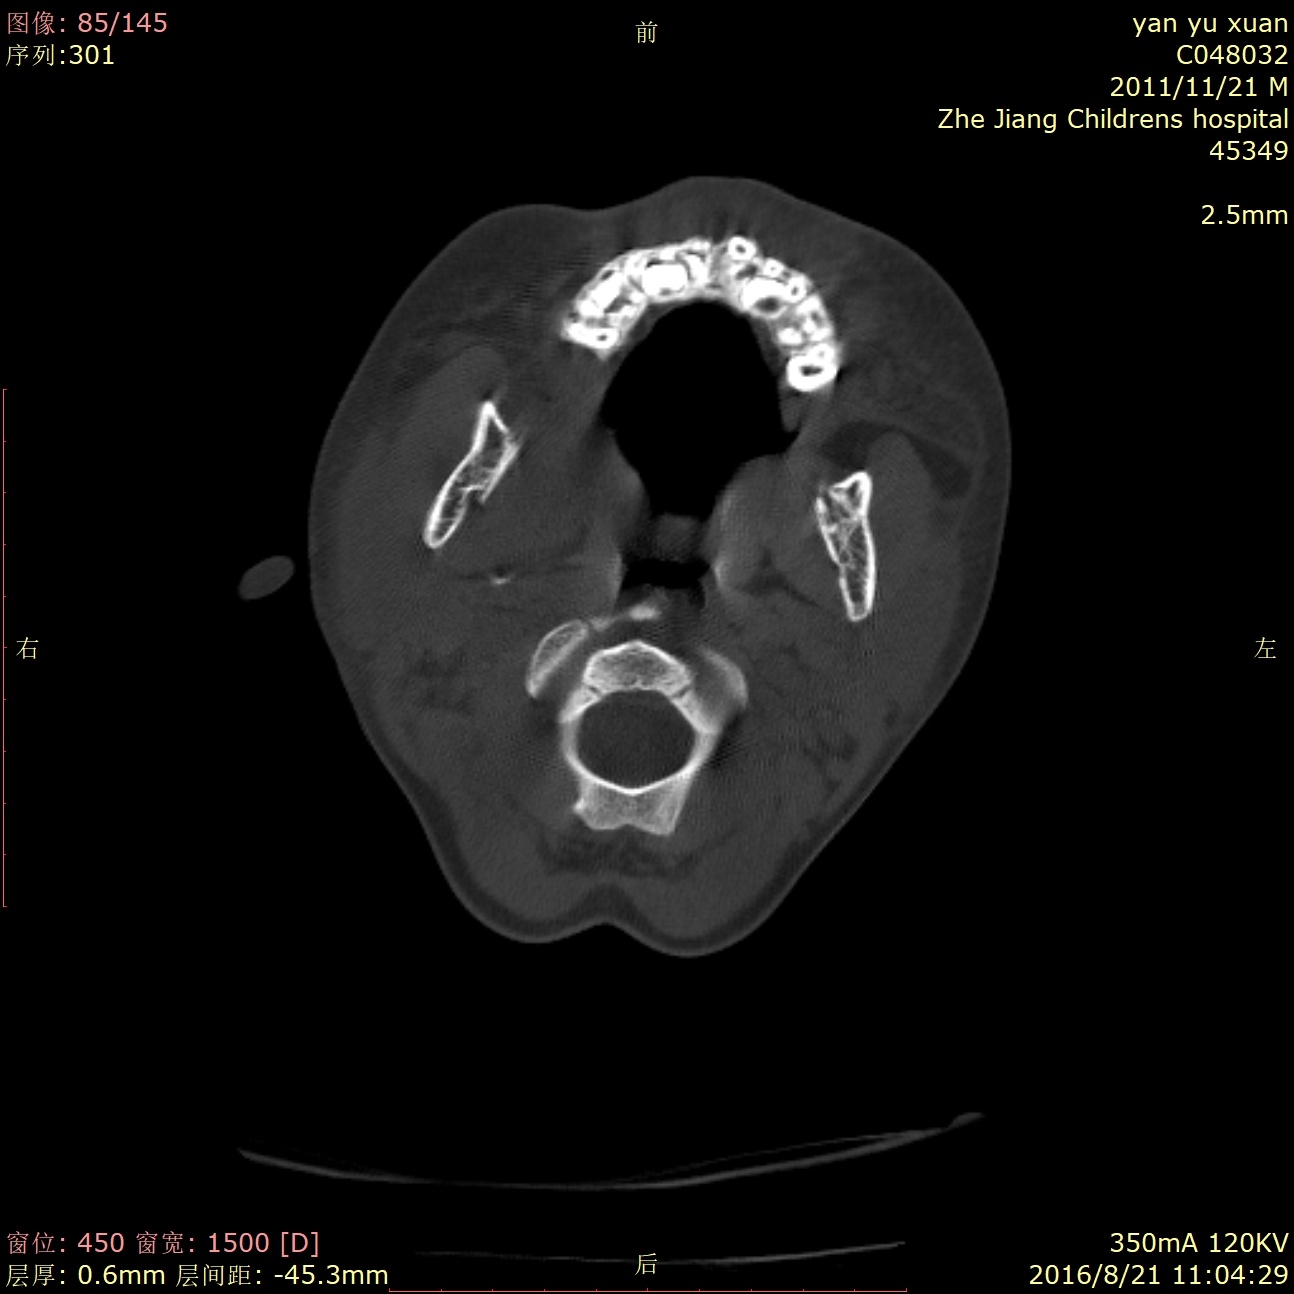 图像: 85/145
序列:301
前
yan yu xuan
C048032
2011/11/21 M
Zhe Jiang Childrens hospital
45349
2.5mm
右
左
窗位: 450 窗宽: 1500 [D]
层厚: 0.6mm 层间距: -45.3mm
后
350mA 120KV
2016/8/21 11:04:29